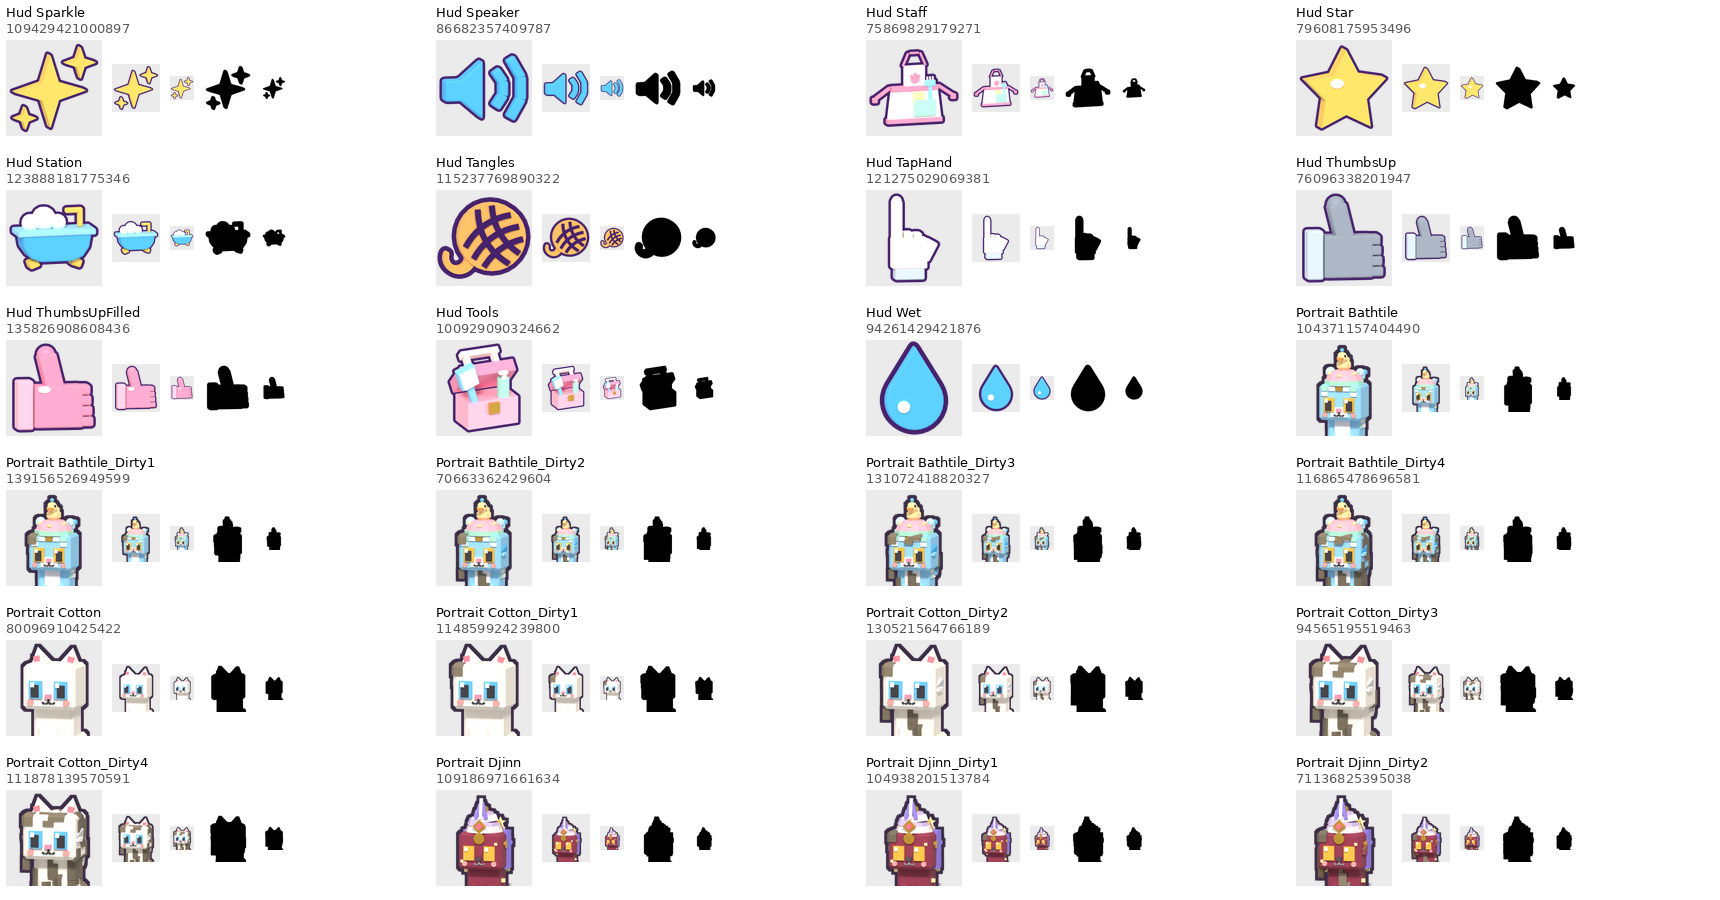 Hud Sparkle
109429421000897
Hud Speaker
86682357409787
Hud Staff
75869829179271
Hud Star
79608175953496
Hud Station
123888181775346
Hud Tangles
115237769890322
Hud TapHand
121275029069381
Hud ThumbsUp
76096338201947
Hud ThumbsUpFilled
135826908608436
Hud Tools
100929090324662
Hud Wet
94261429421876
Portrait Bathtile
104371157404490
Portrait Bathtile_Dirty1
139156526949599
Portrait Bathtile_Dirty2
70663362429604
Portrait Bathtile_Dirty3
131072418820327
Portrait Bathtile_Dirty4
116865478696581
Portrait Cotton
80096910425422
Portrait Cotton_Dirty1
114859924239800
Portrait Cotton_Dirty2
130521564766189
Portrait Cotton_Dirty3
94565195519463
Portrait Cotton_Dirty4
111878139570591
Portrait Djinn
109186971661634
Portrait Djinn_Dirty1
104938201513784
Portrait Djinn_Dirty2
71136825395038